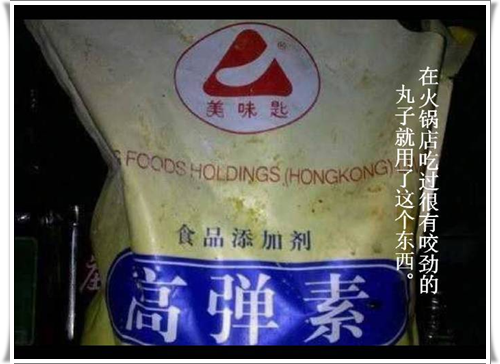 ®
美味匙
G FOODS HOLDINGS (HONGKONG)
食品添加剂
高弹素
在火锅店吃过很有咬劲的
丸子就用了这个东西。